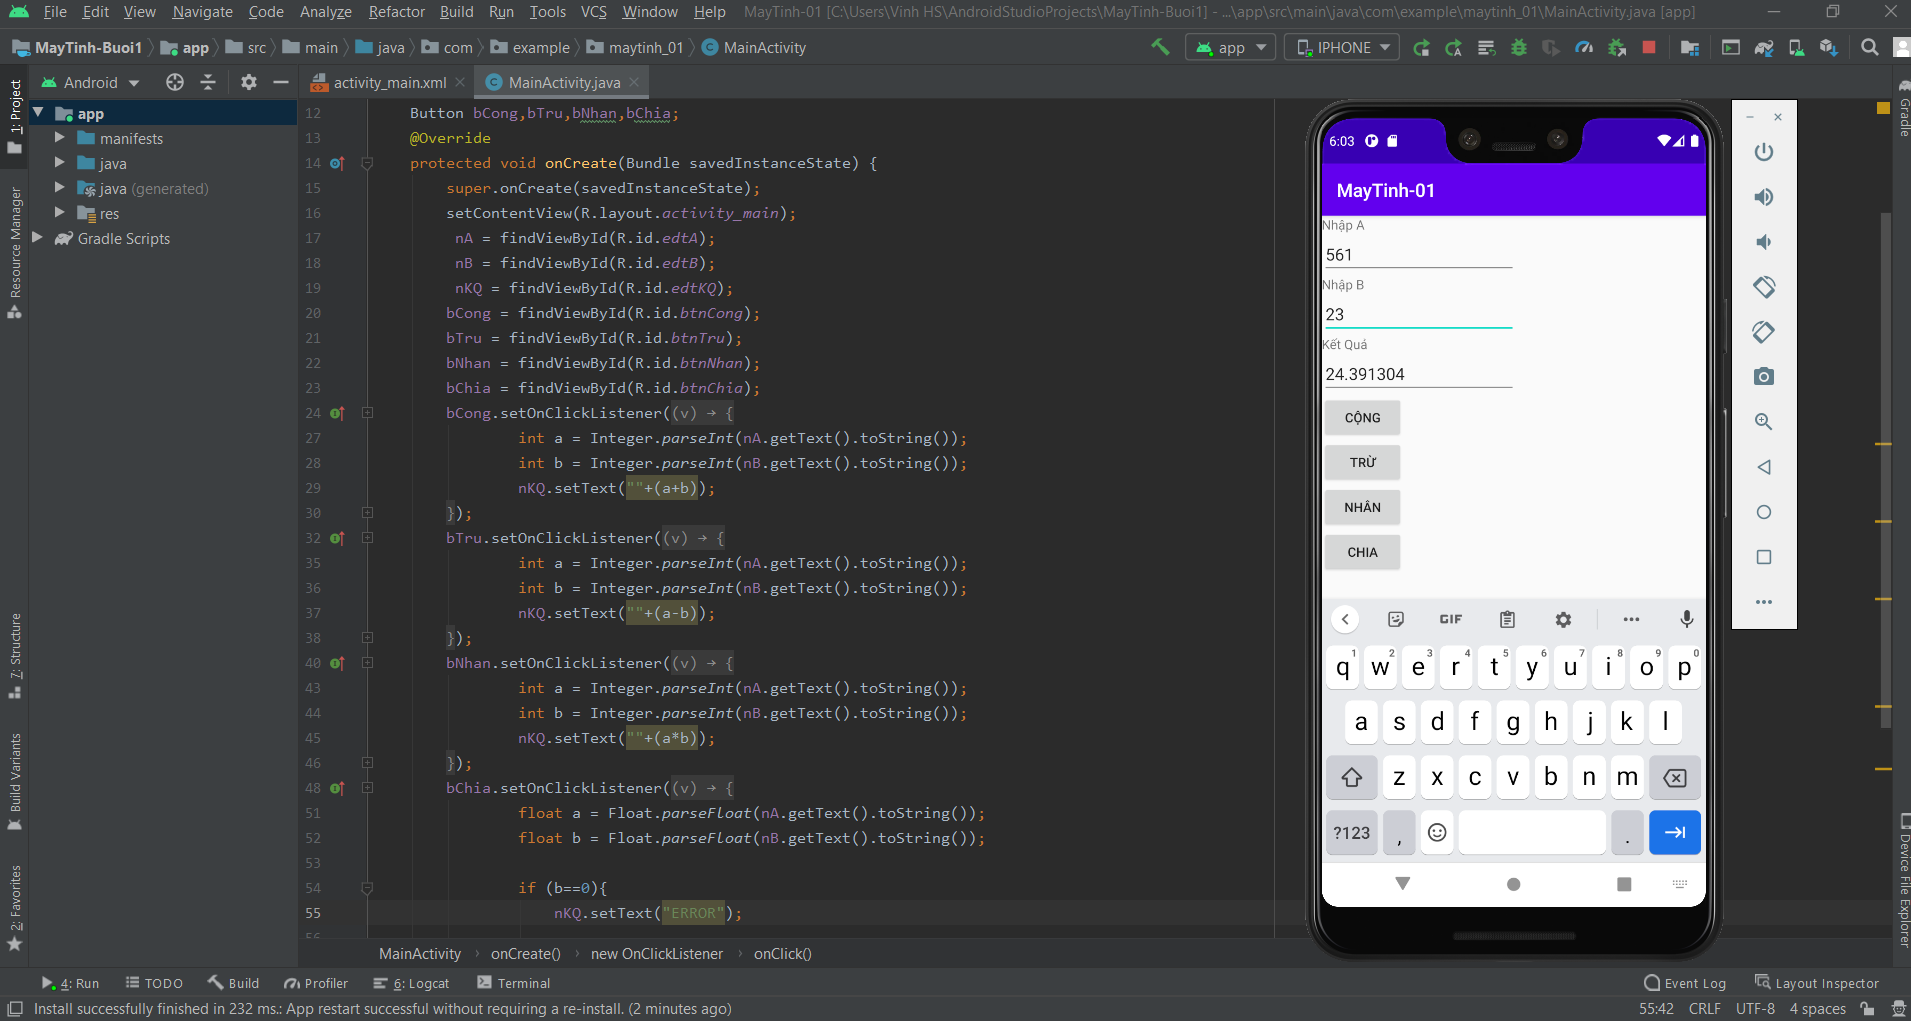 File Edit View Navigate Code Analyze Refactor Build Run Tools VCS Window Help MayTinh-01 [C:\Users\Vinh HS\AndroidStudioProjects\MayTinh-Buoi1] - ...\app\src\main\java\com\example\maytinh_01\MainActivity.java [app]
MayTinh-Buoi1 app src main java com example maytinh_01 MainActivity app IPHONE
Android activity_main.xml MainActivity.java
1: Project
Resource Manager
7: Structure
Build Variants
2: Favorites
app
manifests
java
java (generated)
res
Gradle Scripts
12 Button bCong,bTru,bNhan,bChia;
13 @Override
14 protected void onCreate(Bundle savedInstanceState) {
15 super.onCreate(savedInstanceState);
16 setContentView(R.layout.activity_main);
17 nA = findViewById(R.id.edtA);
18 nB = findViewById(R.id.edtB);
19 nKQ = findViewById(R.id.edtKQ);
20 bCong = findViewById(R.id.btnCong);
21 bTru = findViewById(R.id.btnTru);
22 bNhan = findViewById(R.id.btnNhan);
23 bChia = findViewById(R.id.btnChia);
24 bCong.setOnClickListener((v) → {
27 int a = Integer.parseInt(nA.getText().toString());
28 int b = Integer.parseInt(nB.getText().toString());
29 nKQ.setText(""+(a+b));
30 });
32 bTru.setOnClickListener((v) → {
35 int a = Integer.parseInt(nA.getText().toString());
36 int b = Integer.parseInt(nB.getText().toString());
37 nKQ.setText(""+(a-b));
38 });
40 bNhan.setOnClickListener((v) → {
43 int a = Integer.parseInt(nA.getText().toString());
44 int b = Integer.parseInt(nB.getText().toString());
45 nKQ.setText(""+(a*b));
46 });
48 bChia.setOnClickListener((v) → {
51 float a = Float.parseFloat(nA.getText().toString());
52 float b = Float.parseFloat(nB.getText().toString());
53
54 if (b==0){
55 nKQ.setText("ERROR");
56
6:03
MayTinh-01
Nhập A
561
Nhập B
23
Kết Quả
24.391304
CỘNG
TRỪ
NHÂN
CHIA
GIF
q1 w2 e3 r4 t5 y6 u7 i8 o9 p0
a s d f g h j k l
z x c v b n m
?123 , .
Gradle
Device File Explorer
MainActivity › onCreate() › new OnClickListener › onClick()
4: Run TODO Build Profiler 6: Logcat Terminal Event Log Layout Inspector
Install successfully finished in 232 ms.: App restart successful without requiring a re-install. (2 minutes ago) 55:42 CRLF UTF-8 4 spaces